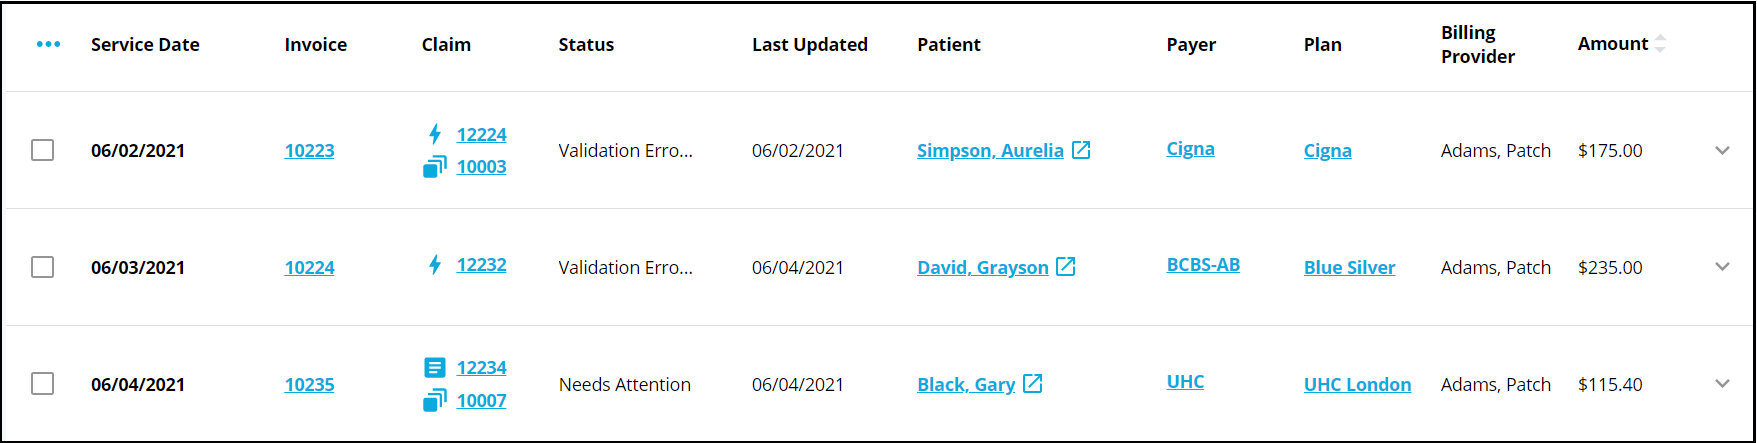 Service Date Invoice Claim Status Last Updated Patient Payer Plan Billing Provider Amount
06/02/2021 10223 12224 10003 Validation Erro... 06/02/2021 Simpson, Aurelia Cigna Cigna Adams, Patch $175.00
06/03/2021 10224 12232 Validation Erro... 06/04/2021 David, Grayson BCBS-AB Blue Silver Adams, Patch $235.00
06/04/2021 10235 12234 10007 Needs Attention 06/04/2021 Black, Gary UHC UHC London Adams, Patch $115.40